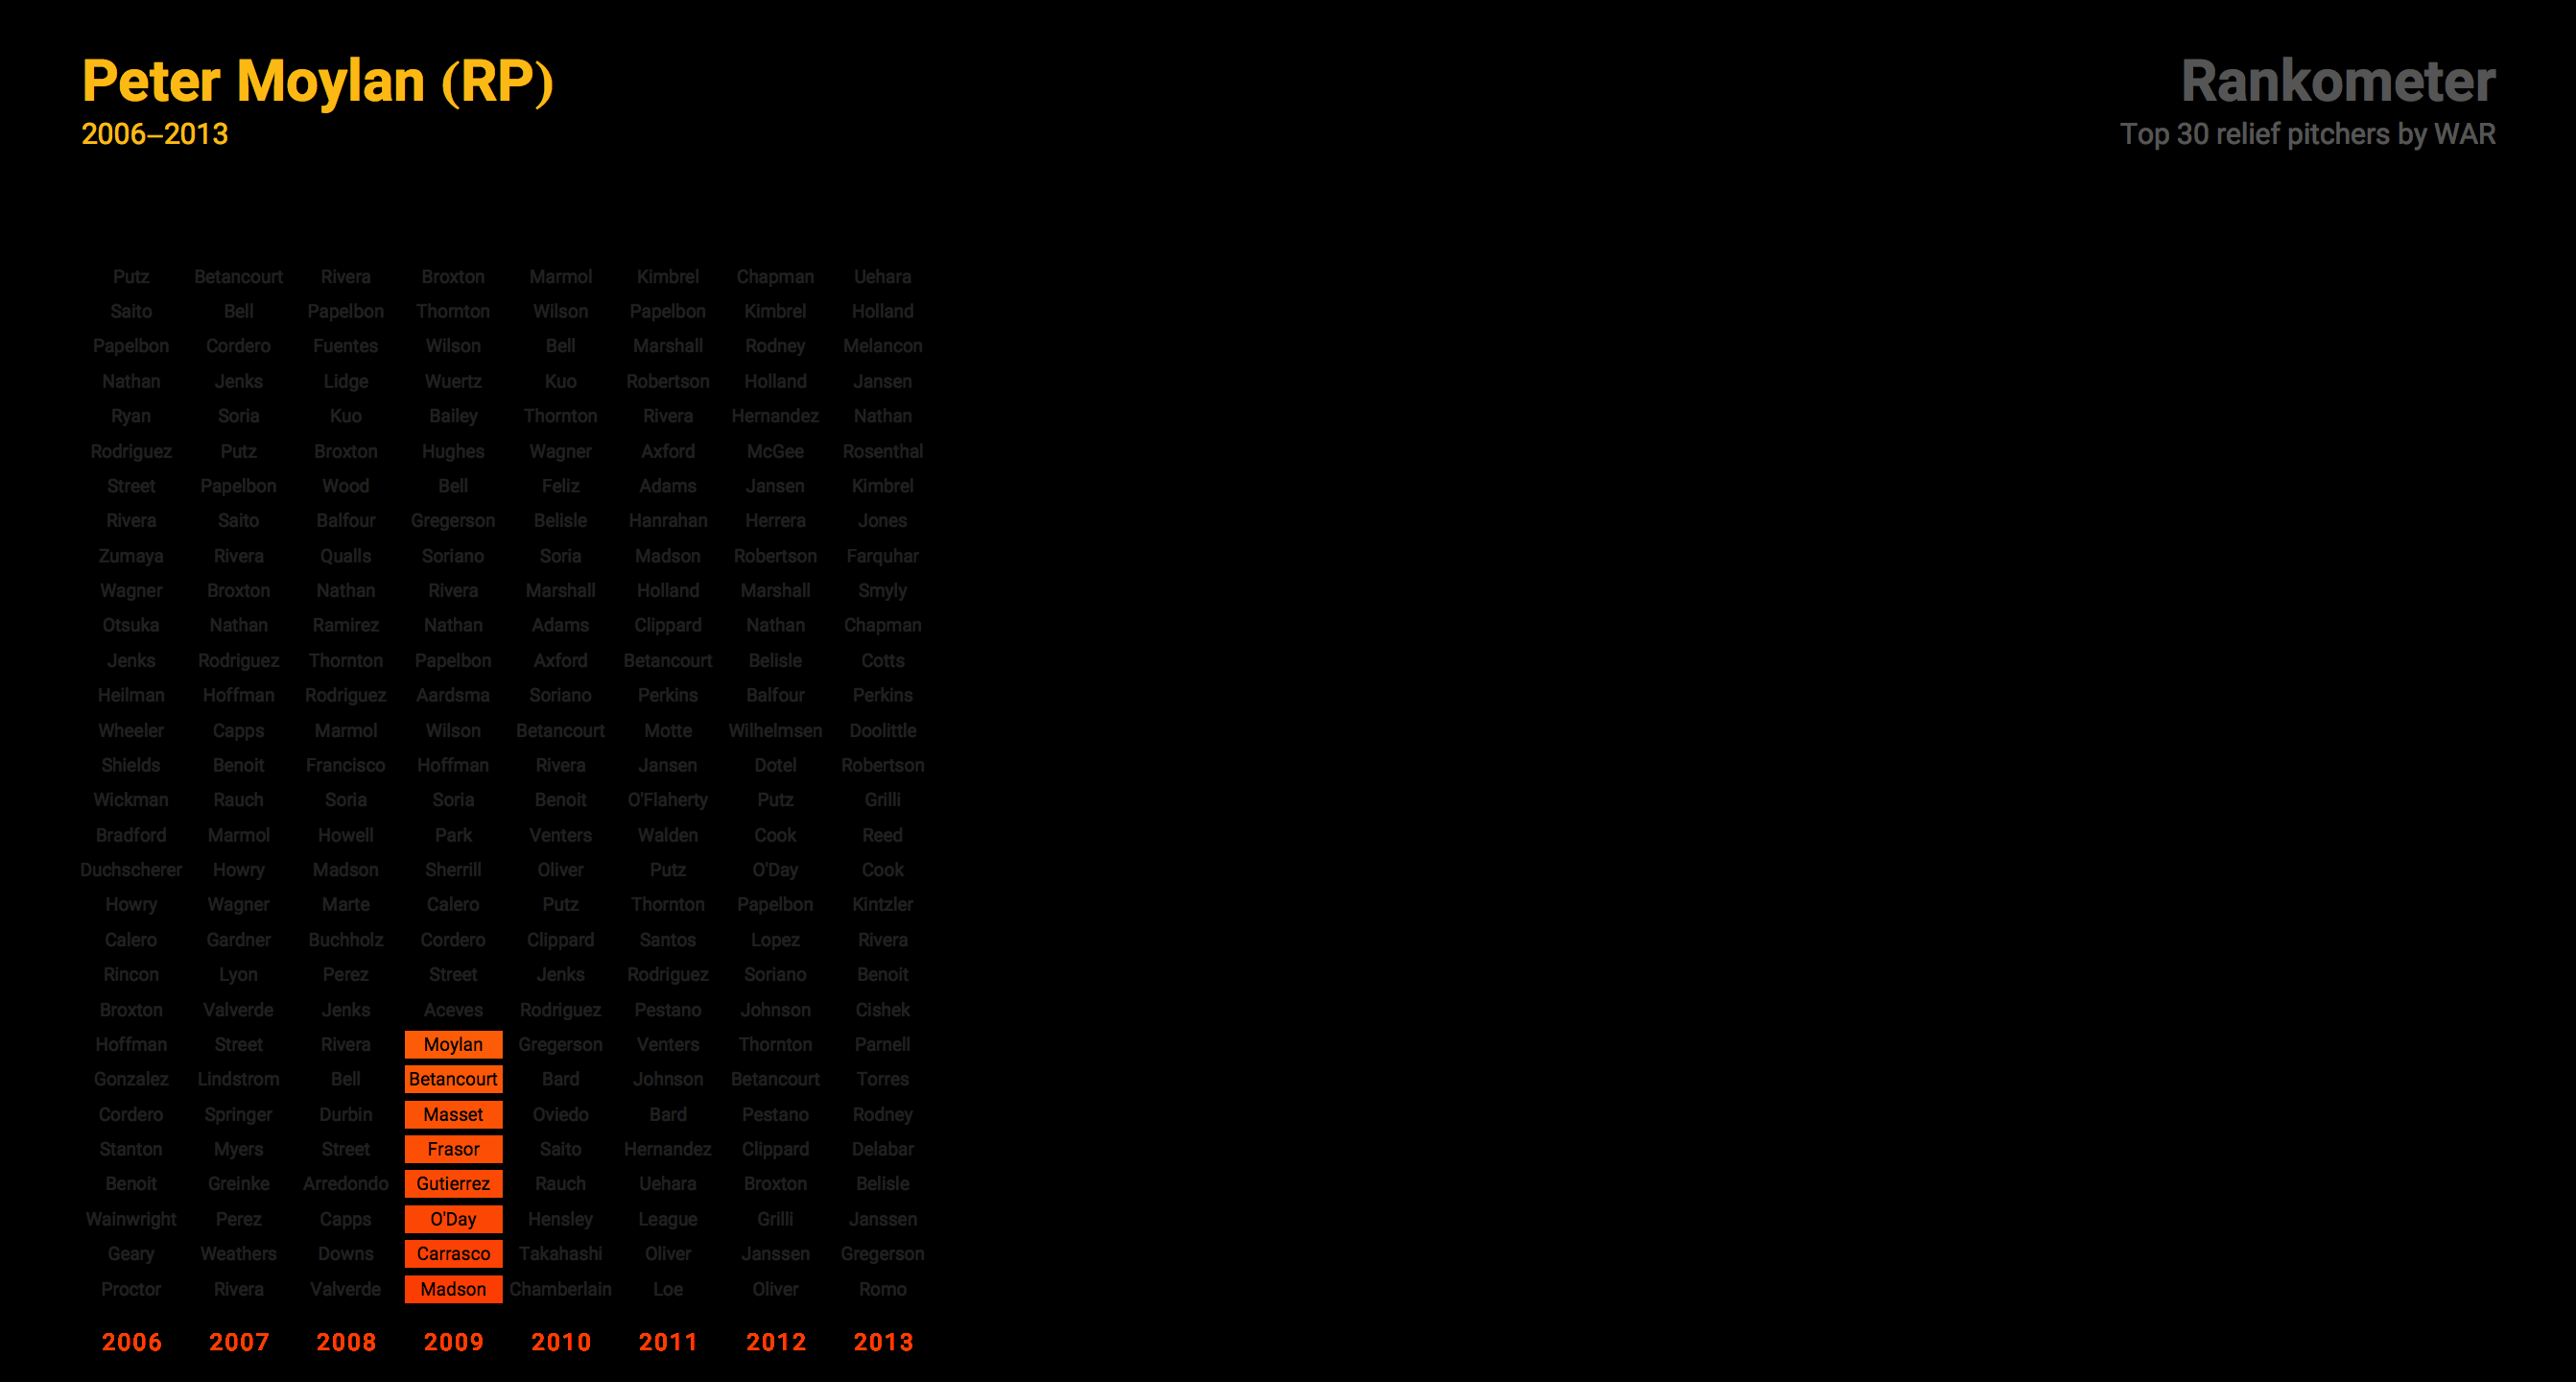 Peter Moylan (RP)
2006–2013
Rankometer
Top 30 relief pitchers by WAR
Putz Betancourt Rivera Broxton Marmol Kimbrel Chapman Uehara
Saito Bell Papelbon Thornton Wilson Papelbon Kimbrel Holland
Papelbon Cordero Fuentes Wilson Bell Marshall Rodney Melancon
Nathan Jenks Lidge Wuertz Kuo Robertson Holland Jansen
Ryan Soria Kuo Bailey Thornton Rivera Hernandez Nathan
Rodriguez Putz Broxton Hughes Wagner Axford McGee Rosenthal
Street Papelbon Wood Bell Feliz Adams Jansen Kimbrel
Rivera Saito Balfour Gregerson Belisle Hanrahan Herrera Jones
Zumaya Rivera Qualls Soriano Soria Madson Robertson Farquhar
Wagner Broxton Nathan Rivera Marshall Holland Marshall Smyly
Otsuka Nathan Ramirez Nathan Adams Clippard Nathan Chapman
Jenks Rodriguez Thornton Papelbon Axford Betancourt Belisle Cotts
Heilman Hoffman Rodriguez Aardsma Soriano Perkins Balfour Perkins
Wheeler Capps Marmol Wilson Betancourt Motte Wilhelmsen Doolittle
Shields Benoit Francisco Hoffman Rivera Jansen Dotel Robertson
Wickman Rauch Soria Soria Benoit O'Flaherty Putz Grilli
Bradford Marmol Howell Park Venters Walden Cook Reed
Duchscherer Howry Madson Sherrill Oliver Putz O'Day Cook
Howry Wagner Marte Calero Putz Thornton Papelbon Kintzler
Calero Gardner Buchholz Cordero Clippard Santos Lopez Rivera
Rincon Lyon Perez Street Jenks Rodriguez Soriano Benoit
Broxton Valverde Jenks Aceves Rodriguez Pestano Johnson Cishek
Hoffman Street Rivera Moylan Gregerson Venters Thornton Parnell
Gonzalez Lindstrom Bell Betancourt Bard Johnson Betancourt Torres
Cordero Springer Durbin Masset Oviedo Bard Pestano Rodney
Stanton Myers Street Frasor Saito Hernandez Clippard Delabar
Benoit Greinke Arredondo Gutierrez Rauch Uehara Broxton Belisle
Wainwright Perez Capps O'Day Hensley League Grilli Janssen
Geary Weathers Downs Carrasco Takahashi Oliver Janssen Gregerson
Proctor Rivera Valverde Madson Chamberlain Loe Oliver Romo
2006 2007 2008 2009 2010 2011 2012 2013